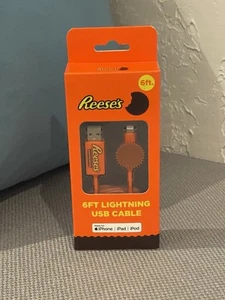 6ft.
Reese's
Reese's
6FT LIGHTNING
USB CABLE
iPhone | iPad | iPod